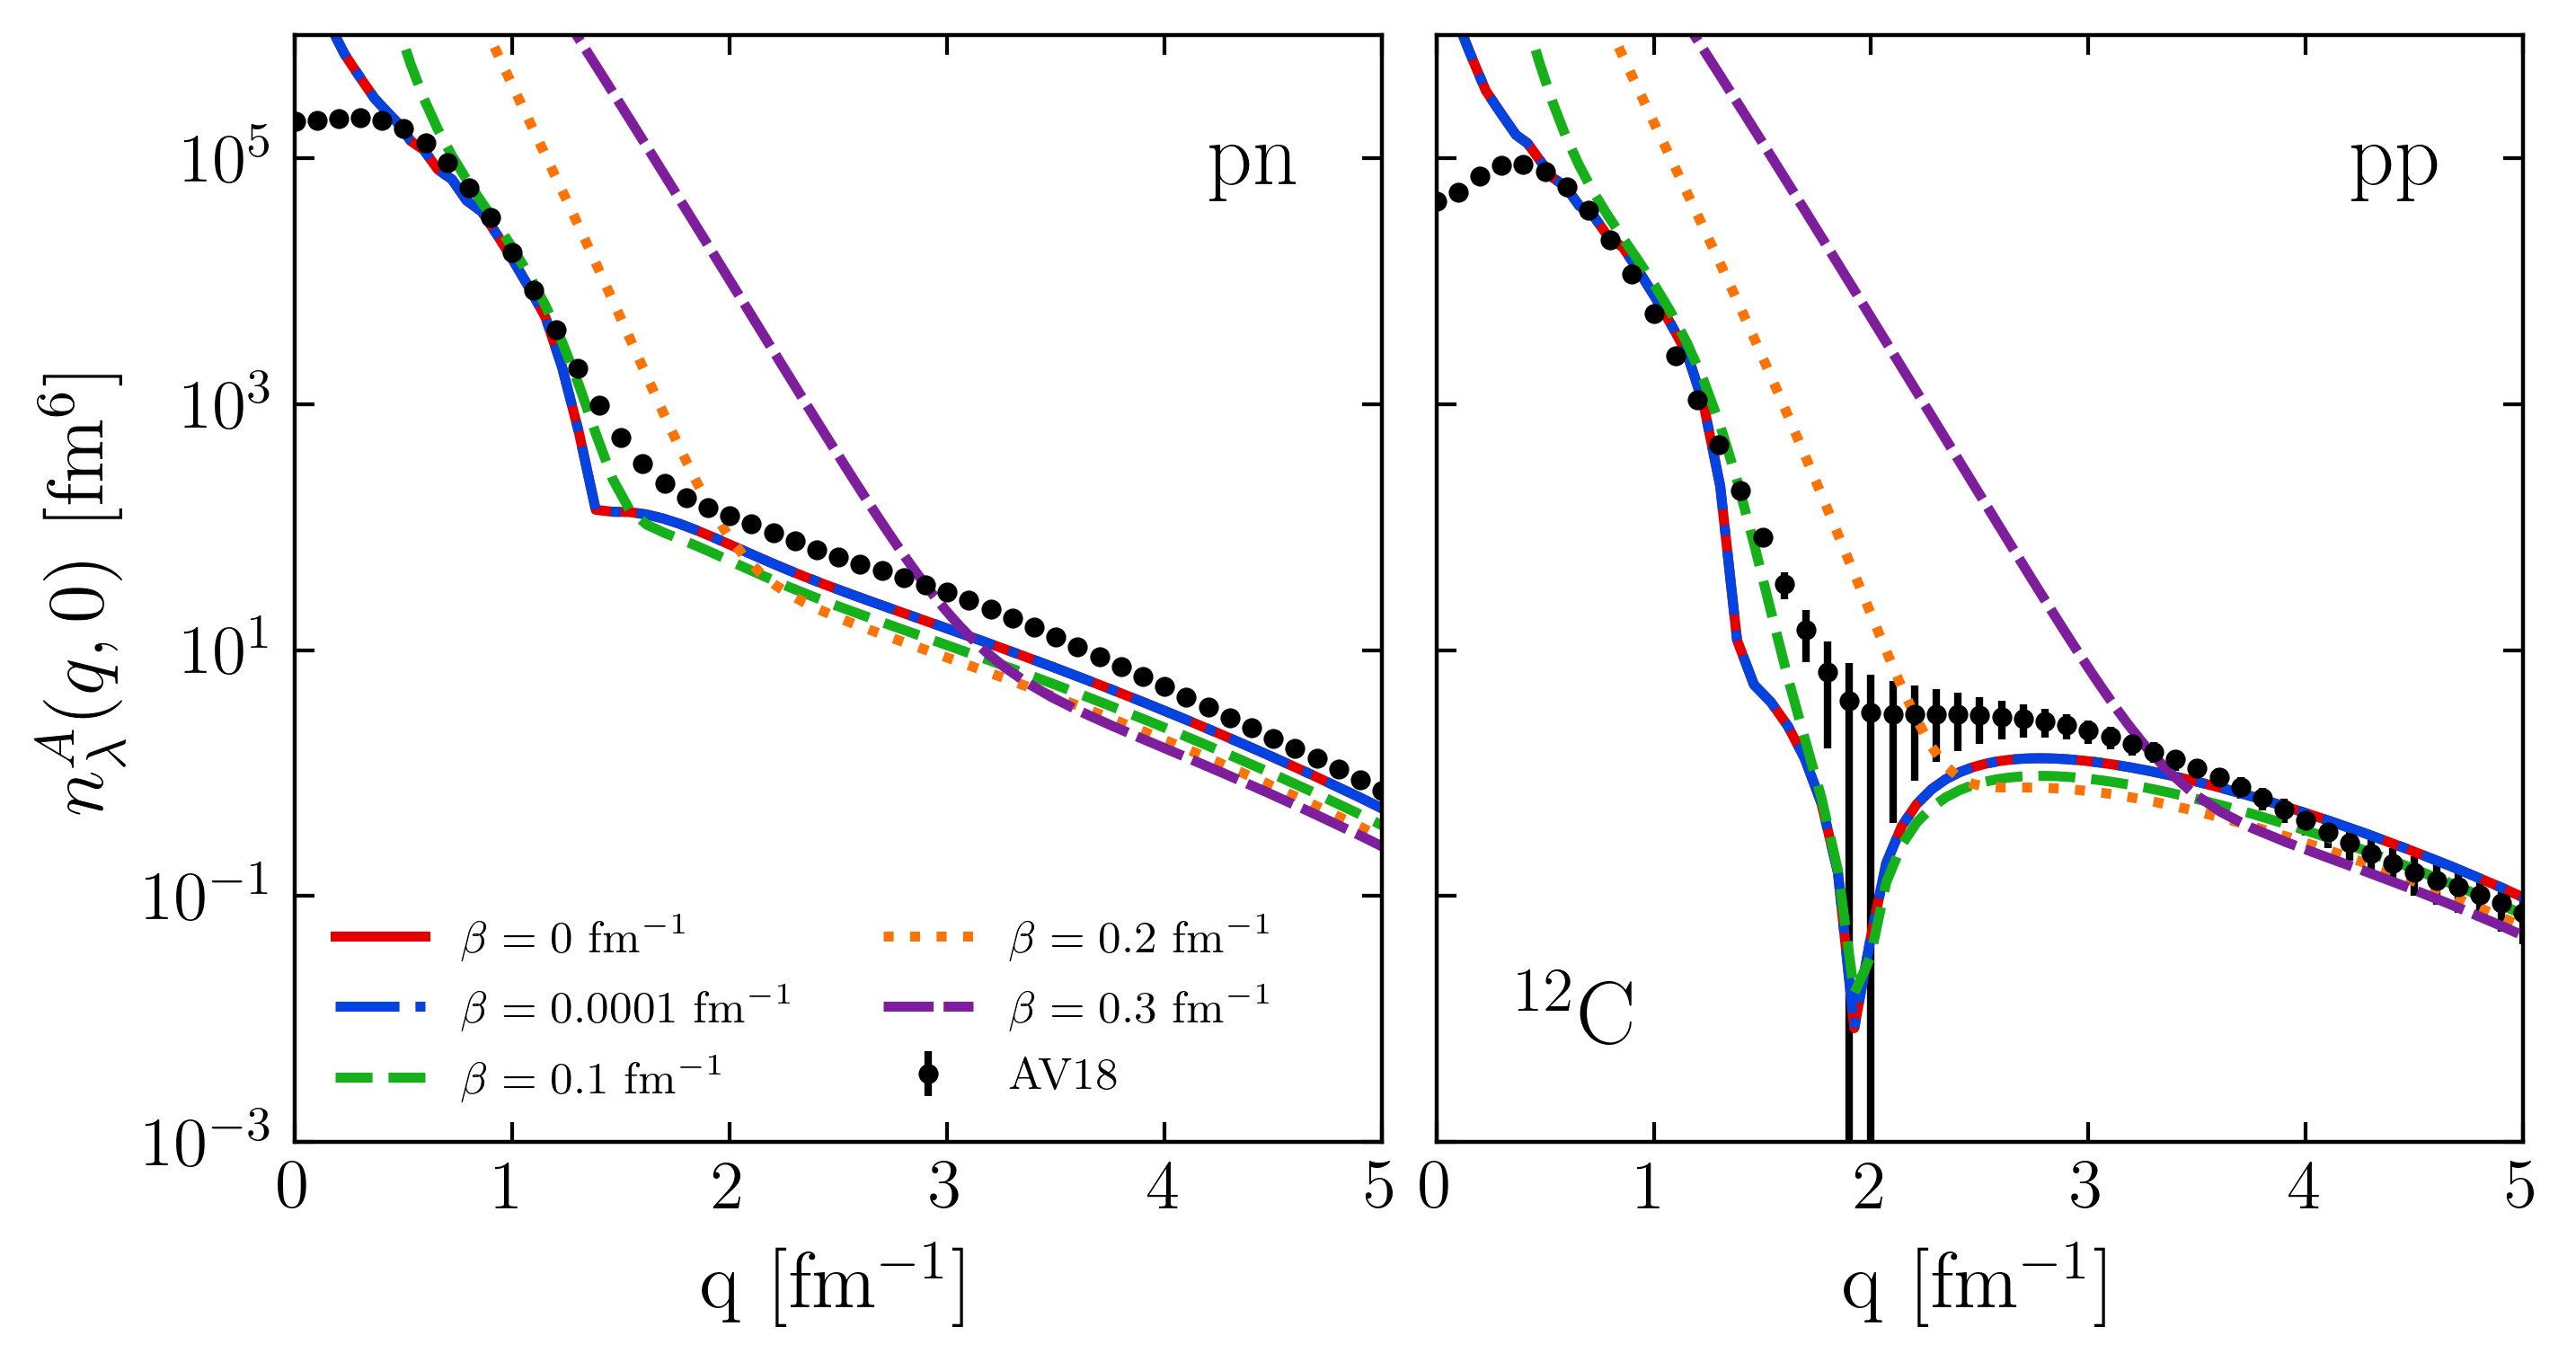 n_λ^A(q, 0) [fm⁶]
10⁵
10³
10¹
10⁻¹
10⁻³
pn
β = 0 fm⁻¹
β = 0.0001 fm⁻¹
β = 0.1 fm⁻¹
β = 0.2 fm⁻¹
β = 0.3 fm⁻¹
AV18
0 1 2 3 4 5
q [fm⁻¹]
pp
¹²C
0 1 2 3 4 5
q [fm⁻¹]